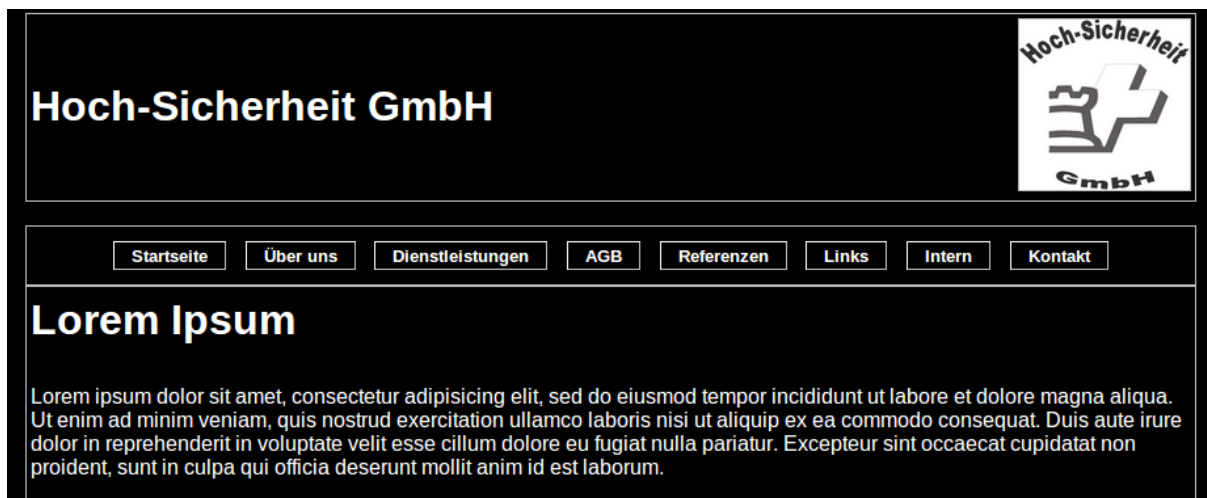 Hoch-Sicherheit GmbH
Hoch-Sicherheit
GmbH
Startseite
Über uns
Dienstleistungen
AGB
Referenzen
Links
Intern
Kontakt
Lorem Ipsum
Lorem ipsum dolor sit amet, consectetur adipisicing elit, sed do eiusmod tempor incididunt ut labore et dolore magna aliqua.
Ut enim ad minim veniam, quis nostrud exercitation ullamco laboris nisi ut aliquip ex ea commodo consequat. Duis aute irure
dolor in reprehenderit in voluptate velit esse cillum dolore eu fugiat nulla pariatur. Excepteur sint occaecat cupidatat non
proident, sunt in culpa qui officia deserunt mollit anim id est laborum.